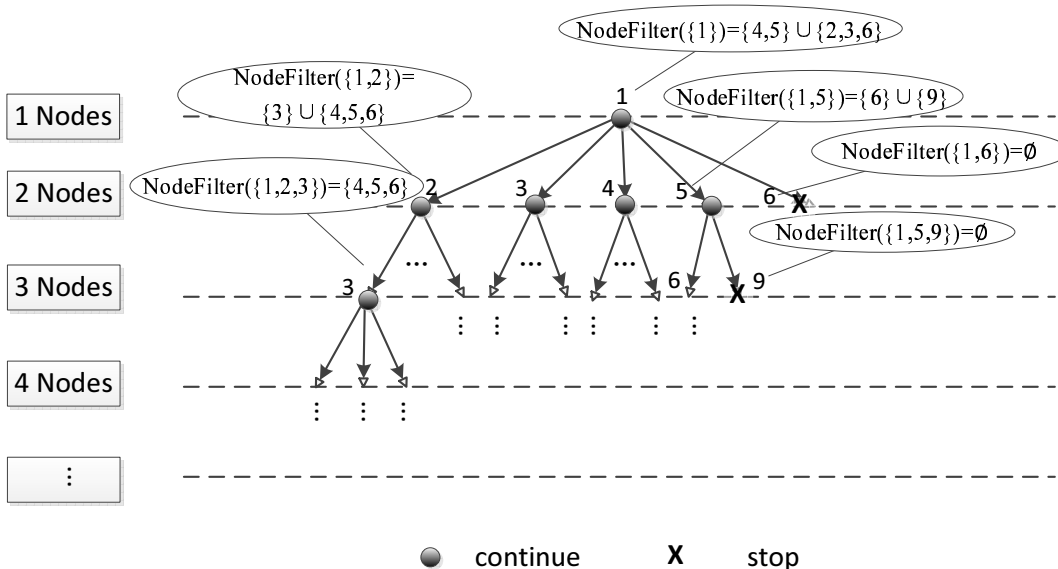 NodeFilter({1})={4,5} ∪ {2,3,6}
NodeFilter({1,2})=
{3} ∪ {4,5,6}
1
NodeFilter({1,5})={6} ∪ {9}
1 Nodes
NodeFilter({1,6})=∅
NodeFilter({1,2,3})={4,5,6}
2 Nodes
2
3
4
5
6
X
NodeFilter({1,5,9})=∅
...
...
...
3 Nodes
3
6
X
9
⋮ ⋮ ⋮ ⋮ ⋮ ⋮
4 Nodes
⋮ ⋮ ⋮
⋮
continue
X stop